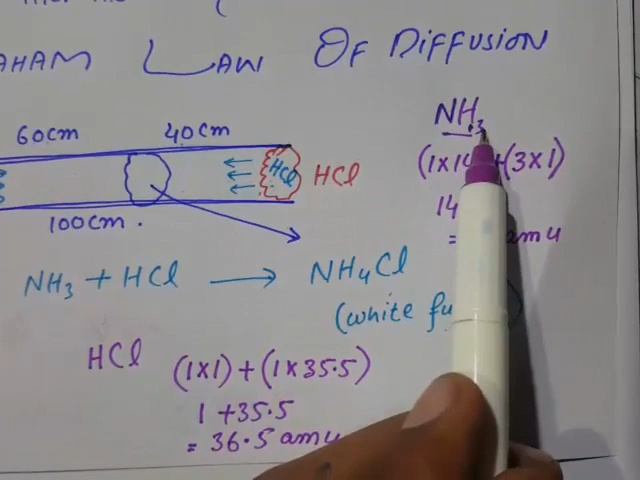 AHAM LAW OF DIFFUSION
NH3
60cm 40cm
(1x14)+(3x1)
HCl HCl
14
100cm.
= amu
NH3 + HCl → NH4Cl
(white
HCl (1x1) + (1x35.5)
1 +35.5
= 36.5 amu